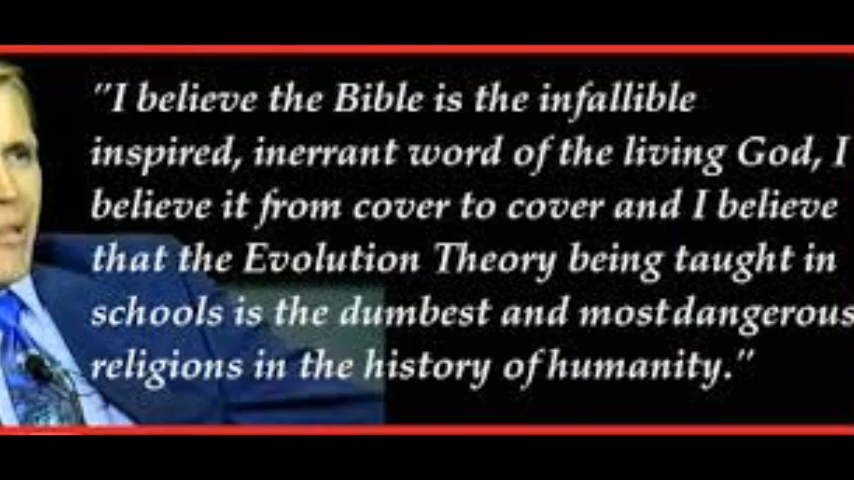 "I believe the Bible is the infallible
inspired, inerrant word of the living God, I
believe it from cover to cover and I believe
that the Evolution Theory being taught in
schools is the dumbest and most dangerous
religions in the history of humanity."